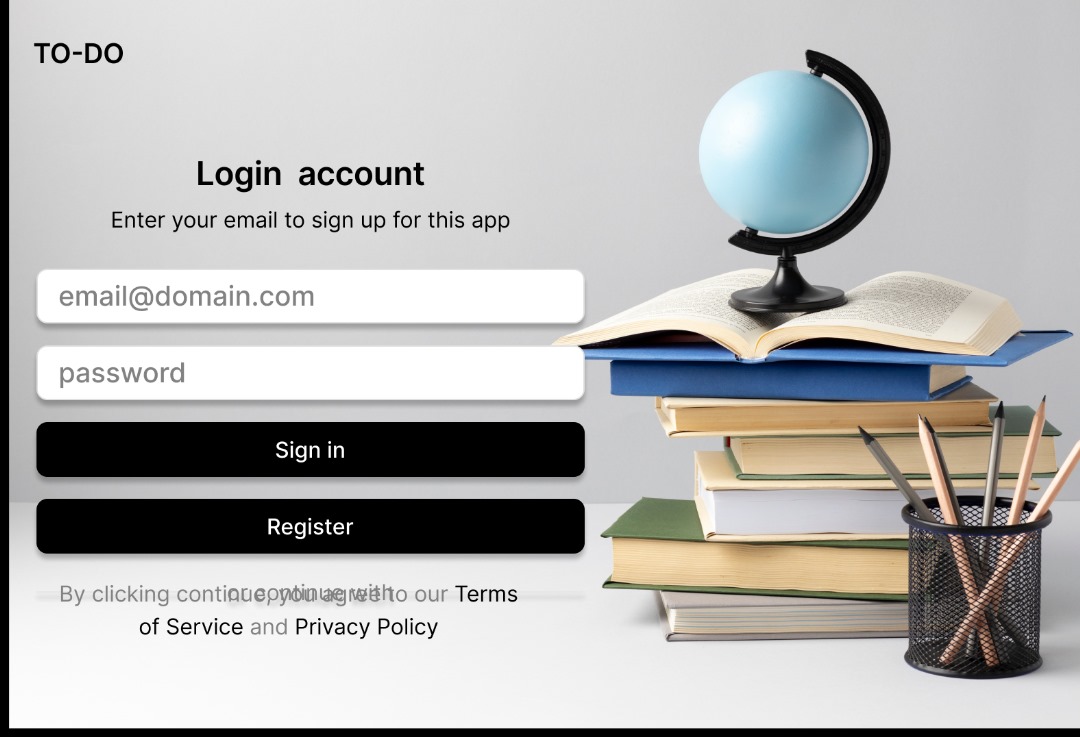 TO-DO
Login account
Enter your email to sign up for this app
email@domain.com
password
Sign in
Register
or continue with
By clicking continue, you agree to our Terms
of Service and Privacy Policy